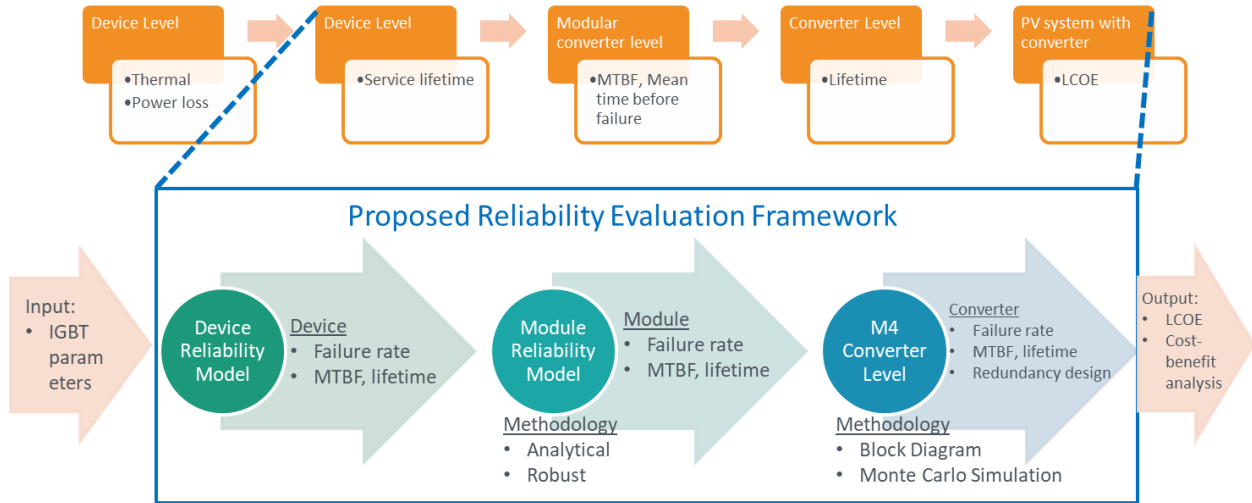 Device Level
•Thermal
•Power loss
Device Level
•Service lifetime
Modular
converter level
•MTBF, Mean
time before
failure
Converter Level
•Lifetime
PV system with
converter
•LCOE
Proposed Reliability Evaluation Framework
Input:
• IGBT
param
eters
Device
Reliability
Model
Device
• Failure rate
• MTBF, lifetime
Module
Reliability
Model
Module
• Failure rate
• MTBF, lifetime
Methodology
• Analytical
• Robust
M4
Converter
Level
Converter
• Failure rate
• MTBF, lifetime
• Redundancy design
Methodology
• Block Diagram
• Monte Carlo Simulation
Output:
• LCOE
• Cost-
benefit
analysis